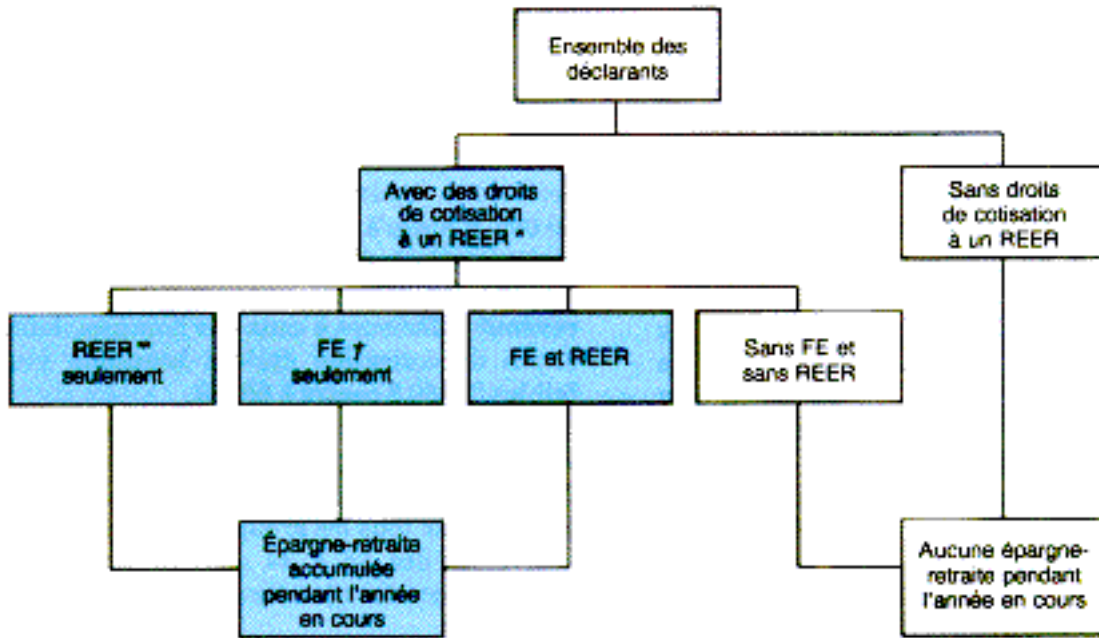 Ensemble des
déclarants
Avec des droits
de cotisation
à un REER *
Sans droits
de cotisation
à un REER
REER **
seulement
FE †
seulement
FE et REER
Sans FE et
sans REER
Épargne-retraite
accumulée
pendant l'année
en cours
Aucune épargne-
retraite pendant
l'année en cours